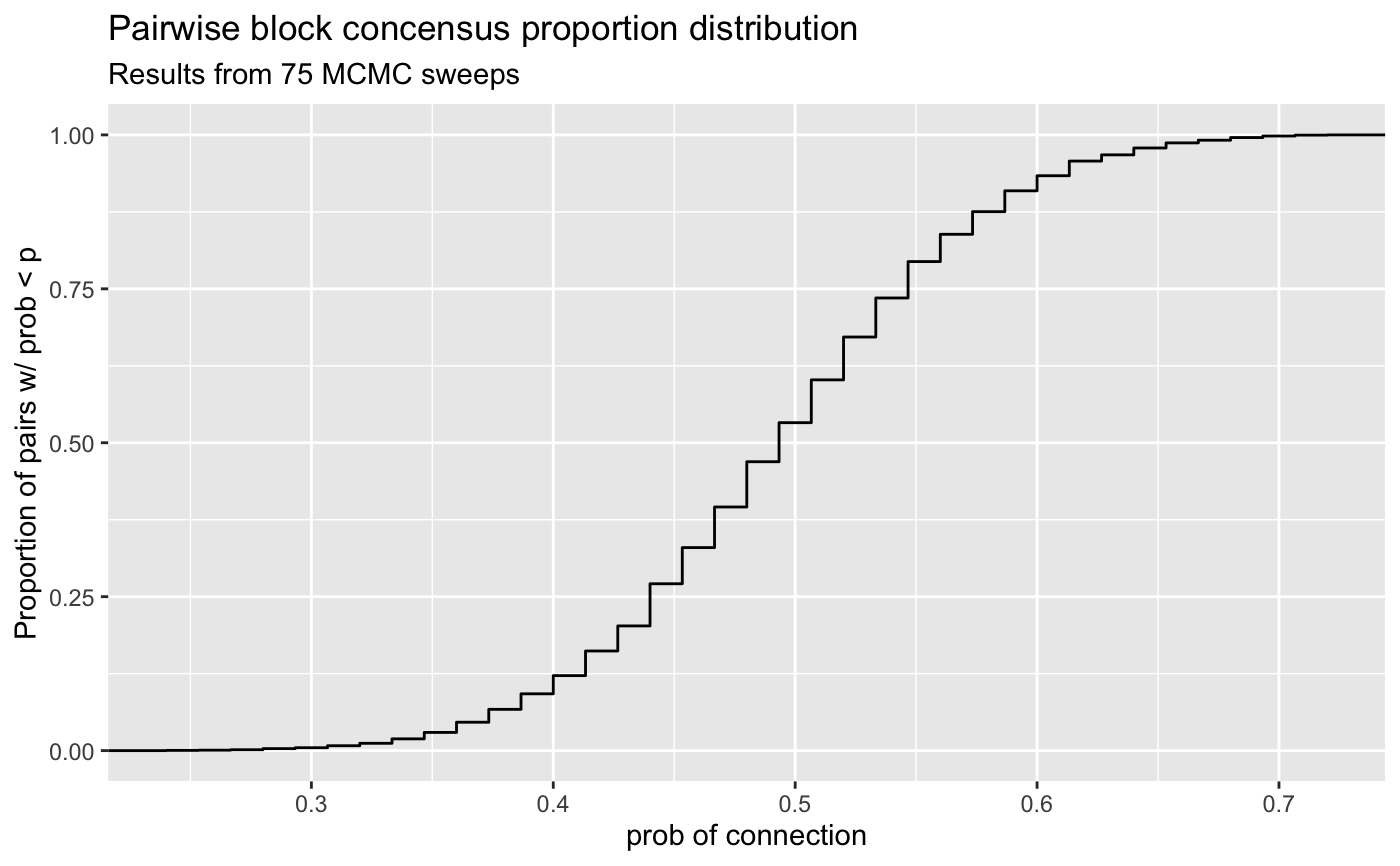 Pairwise block concensus proportion distribution
Results from 75 MCMC sweeps
Proportion of pairs w/ prob < p
1.00
0.75
0.50
0.25
0.00
0.3 0.4 0.5 0.6 0.7
prob of connection